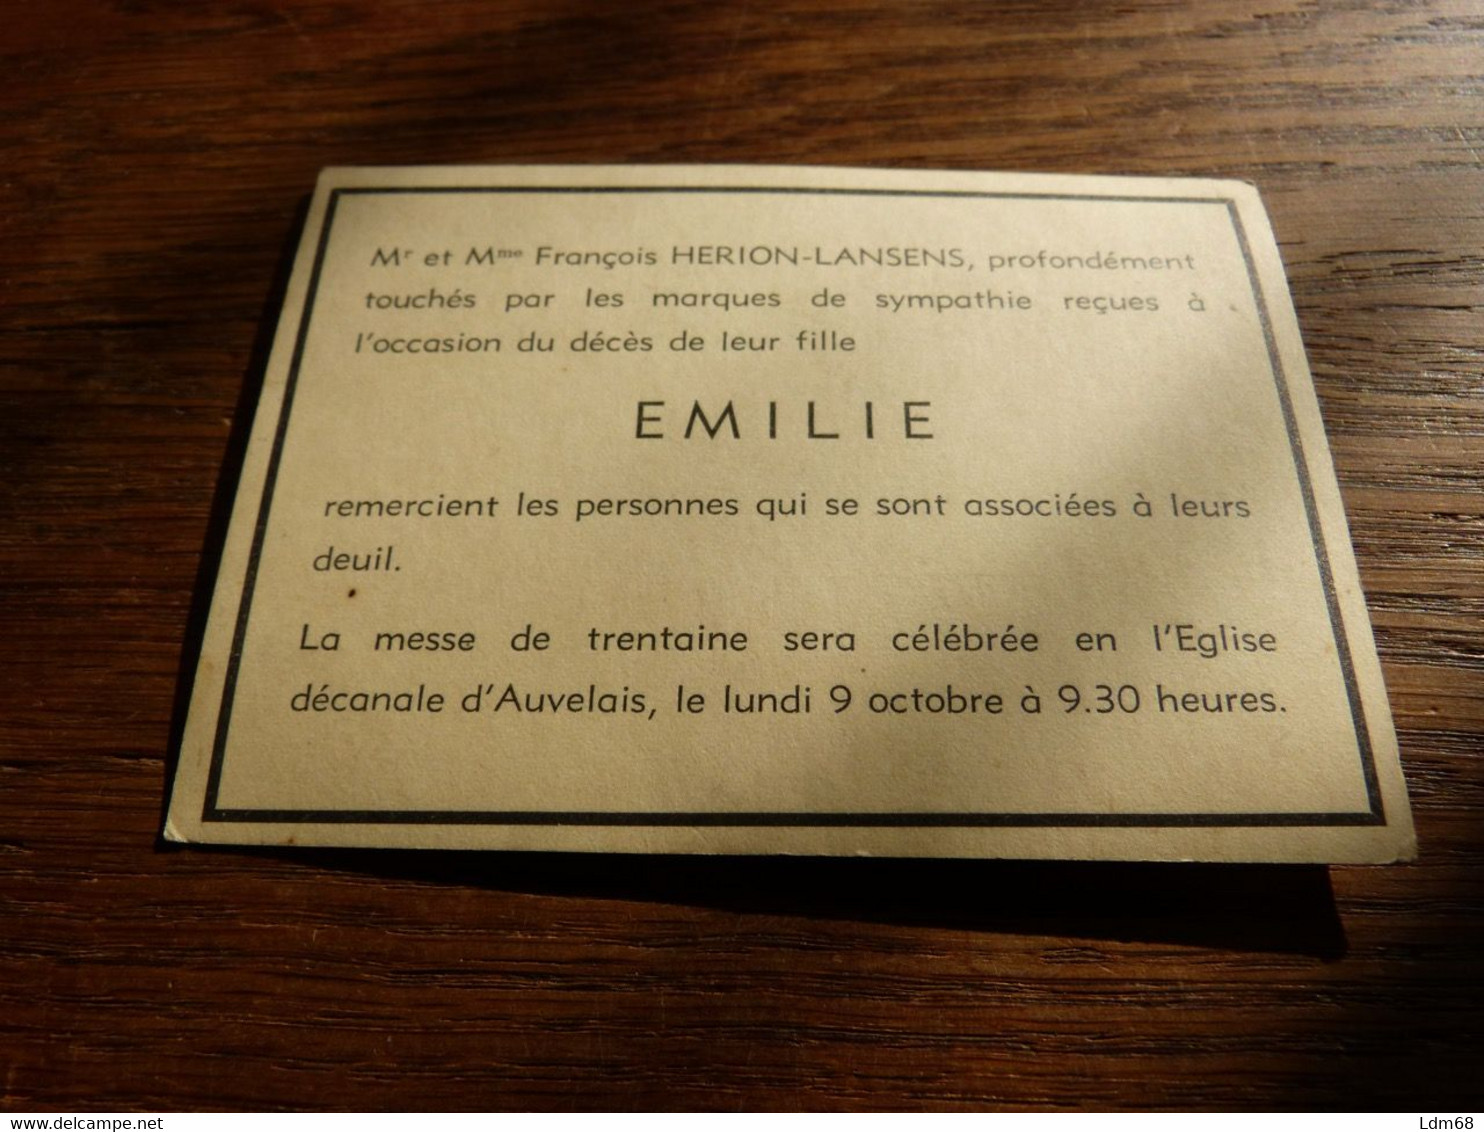 Mr et Mme François HERION-LANSENS, profondément
touchés par les marques de sympathie reçues à
l'occasion du décès de leur fille
EMILIE
remercient les personnes qui se sont associées à leurs
deuil.
La messe de trentaine sera célébrée en l'Eglise
décanale d'Auvelais, le lundi 9 octobre à 9.30 heures.
delcampe.net
Ldm68